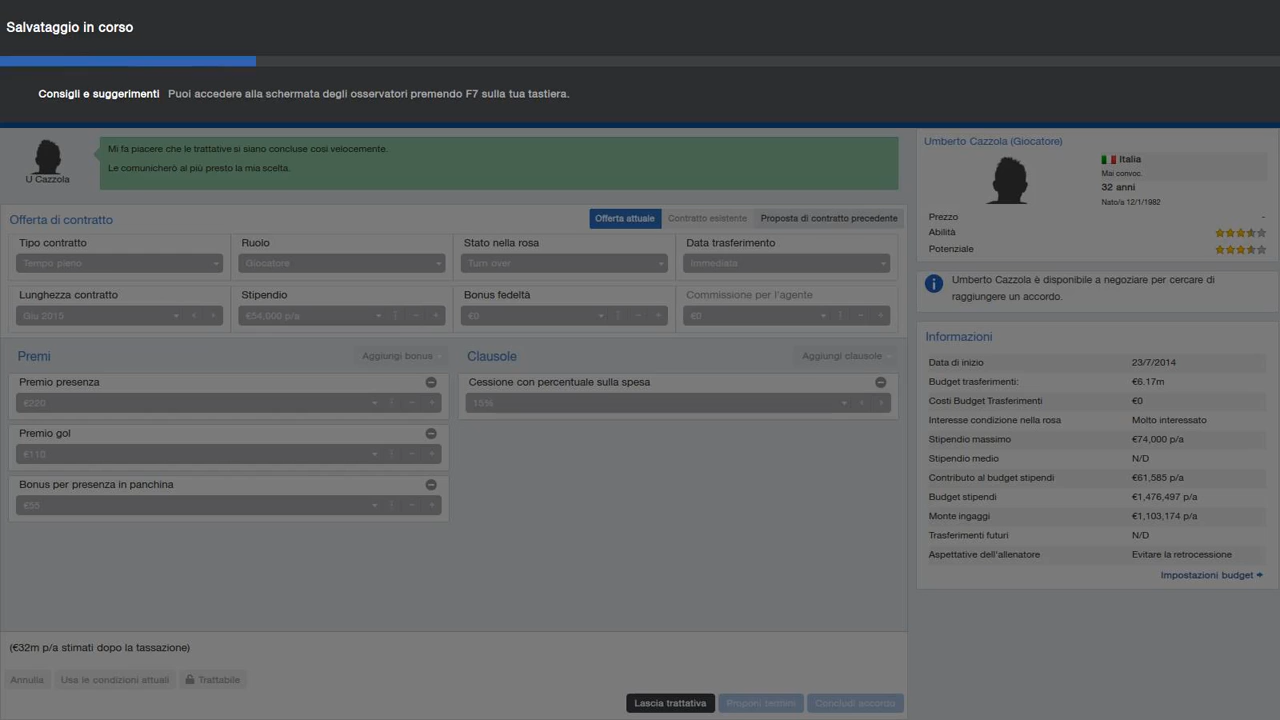 Salvataggio in corso
Consigli e suggerimenti Puoi accedere alla schermata degli osservatori premendo F7 sulla tua tastiera.
U Cazzola
Mi fa piacere che le trattative si siano concluse così velocemente.
Le comunicherò al più presto la mia scelta.
Offerta di contratto
Offerta attuale Contratto esistente Proposta di contratto precedente
Tipo contratto Ruolo Stato nella rosa Data trasferimento
Tempo pieno Giocatore Turn over Immediata
Lunghezza contratto Stipendio Bonus fedeltà Commissione per l'agente
Giu 2015 €54,000 p/a €0 €0
Premi Aggiungi bonus Clausole Aggiungi clausole
Premio presenza Cessione con percentuale sulla spesa
€220 15%
Premio gol
€110
Bonus per presenza in panchina
€55
(€32m p/a stimati dopo la tassazione)
Annulla Usa le condizioni attuali Trattabile
Lascia trattativa Proponi termini Concludi accordo
Umberto Cazzola (Giocatore)
Italia
Mai convoc.
32 anni
Nato/a 12/1/1982
Prezzo -
Abilità
Potenziale
Umberto Cazzola è disponibile a negoziare per cercare di
raggiungere un accordo.
Informazioni
Data di inizio 23/7/2014
Budget trasferimenti: €6.17m
Costi Budget Trasferimenti €0
Interesse condizione nella rosa Molto interessato
Stipendio massimo €74,000 p/a
Stipendio medio N/D
Contributo al budget stipendi €61,585 p/a
Budget stipendi €1,476,497 p/a
Monte ingaggi €1,103,174 p/a
Trasferimenti futuri N/D
Aspettative dell'allenatore Evitare la retrocessione
Impostazioni budget